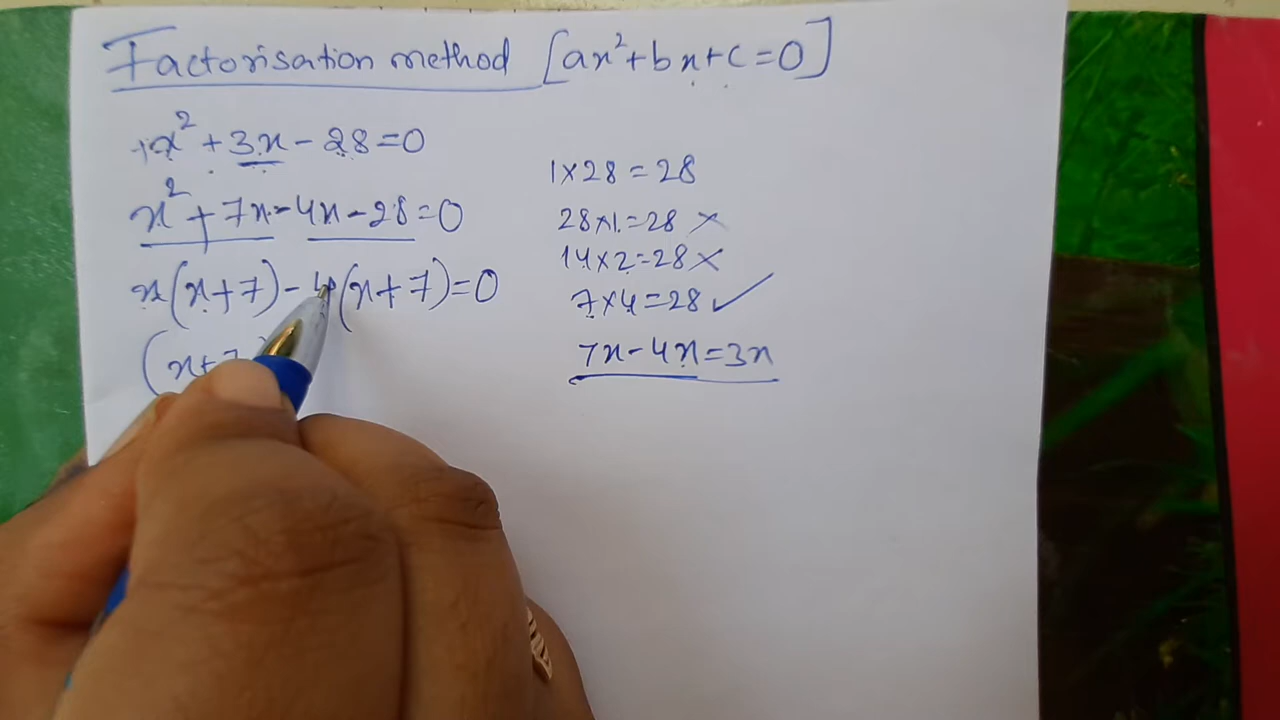 Factorisation method [ax²+bx+c=0]
+x² + 3x - 28=0
x² + 7x - 4x - 28=0
x(x+7) - 4(x+7)=0
(x+7
1×28=28
28×1=28 ×
14×2=28 ×
7×4=28 ✓
7x-4x=3x